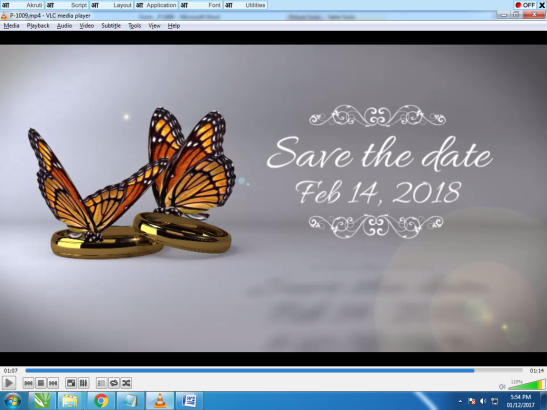 Akruti Script Layout Application Font Utilities OFF
P-1009.mp4 - VLC media player
Media Playback Audio Video Subtitle Tools View Help
Save the date
Feb 14, 2018
01:07 01:14
110%
5:54 PM
01/12/2017